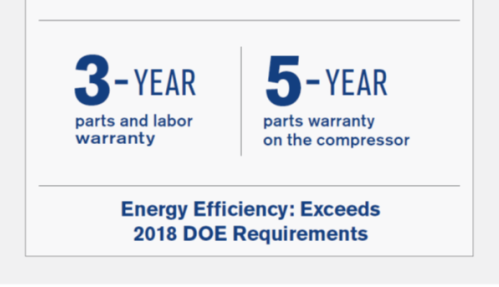 3-YEAR
parts and labor
warranty
5-YEAR
parts warranty
on the compressor
Energy Efficiency: Exceeds
2018 DOE Requirements